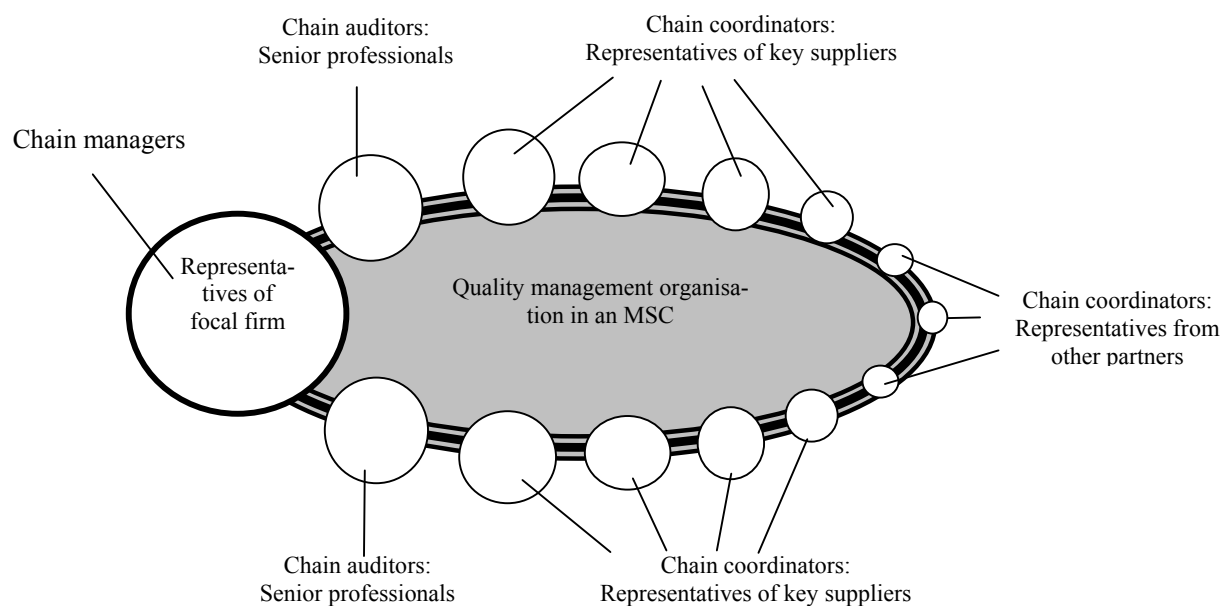 Chain auditors:
Senior professionals
Chain coordinators:
Representatives of key suppliers
Chain managers
Representa-
tives of
focal firm
Quality management organisa-
tion in an MSC
Chain coordinators:
Representatives from
other partners
Chain auditors:
Senior professionals
Chain coordinators:
Representatives of key suppliers